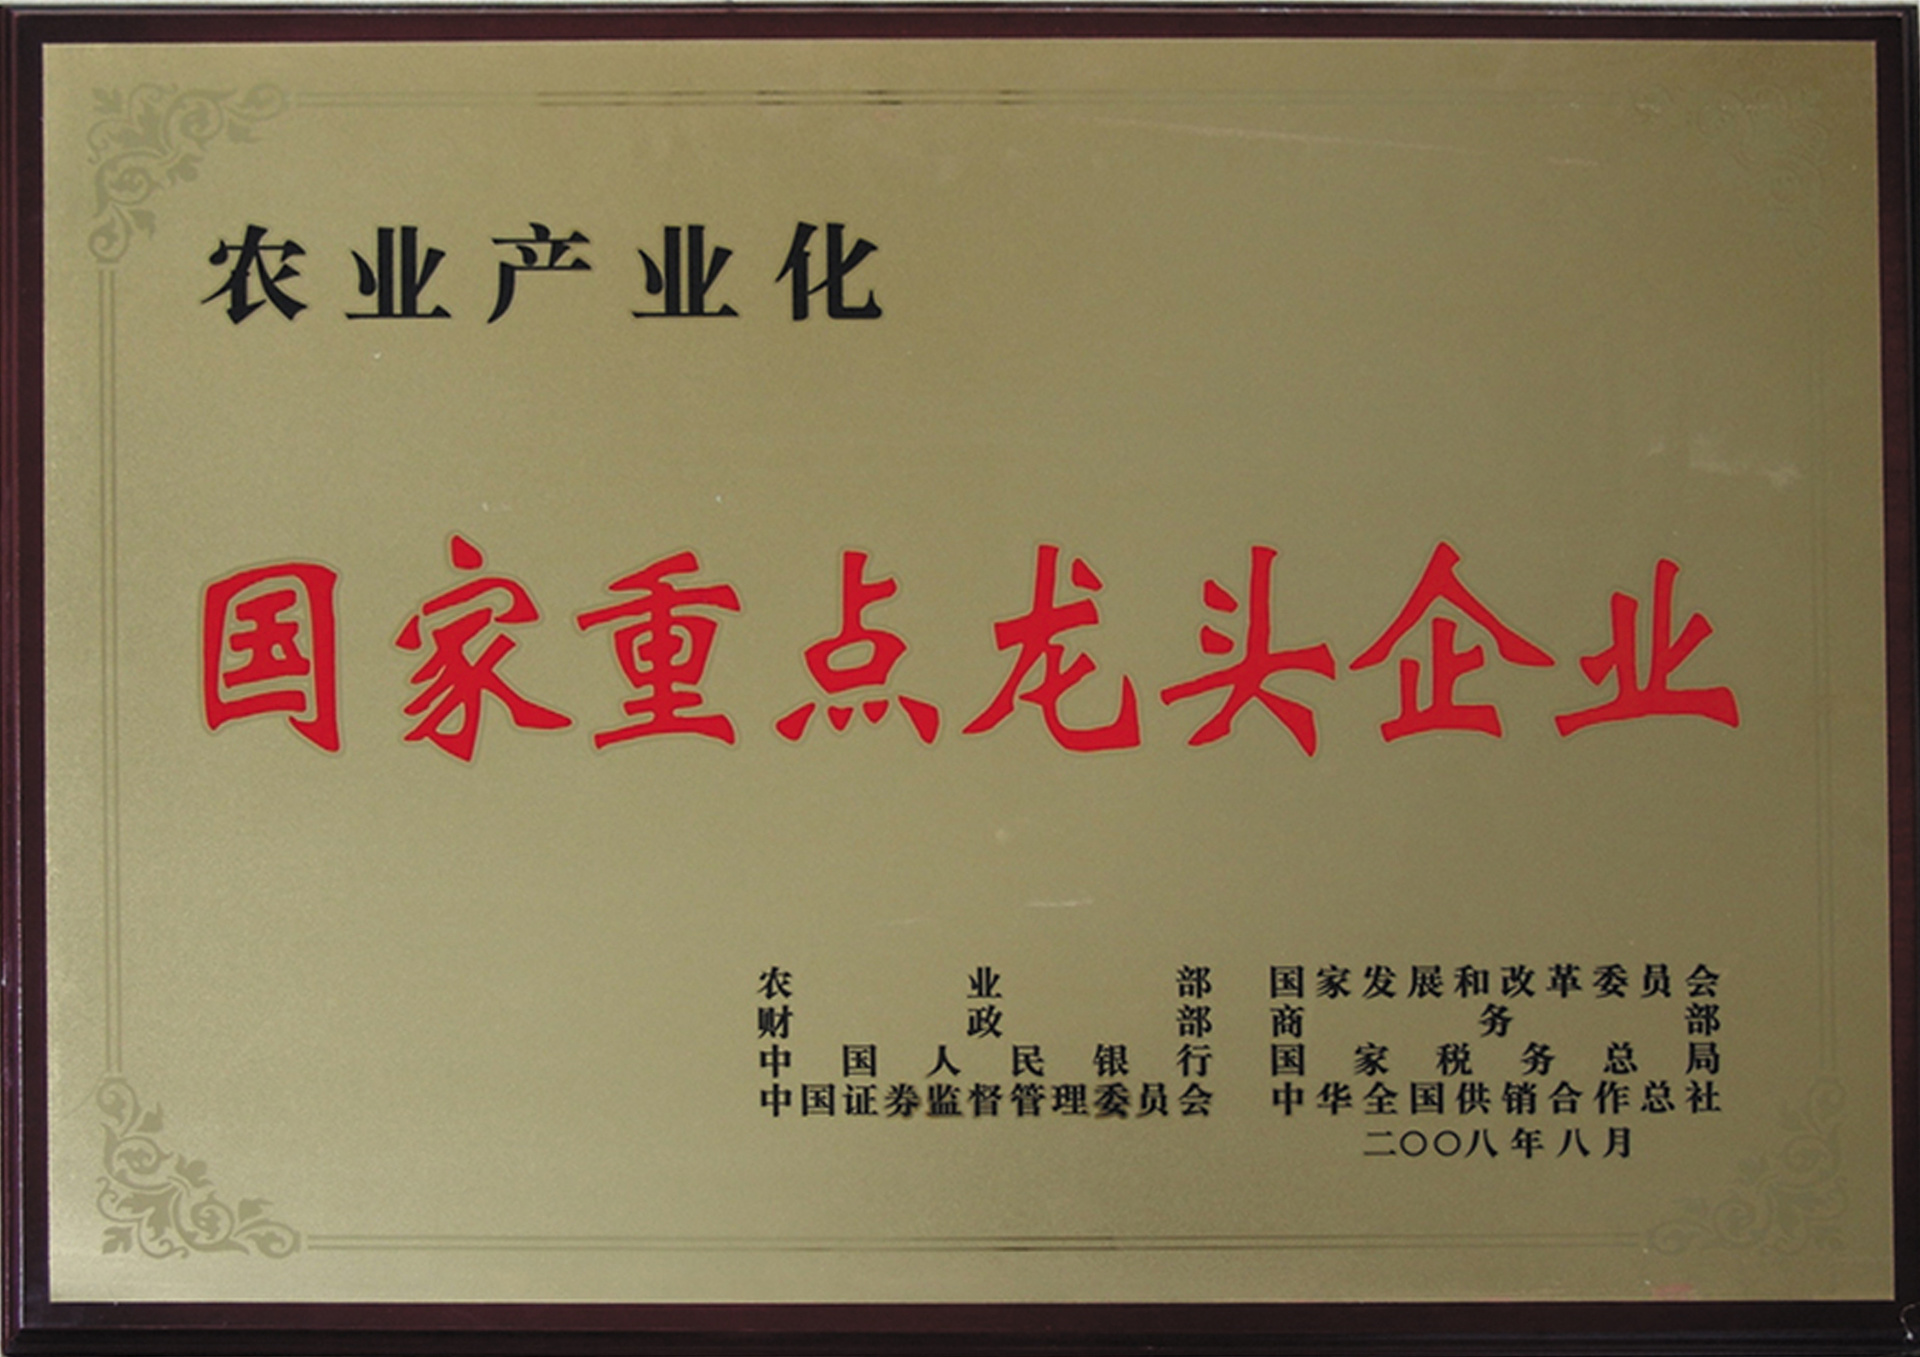 农业产业化
国家重点龙头企业
农业部 国家发展和改革委员会
财政部 商务部
中国人民银行 国家税务总局
中国证券监督管理委员会 中华全国供销合作总社
二〇〇八年八月